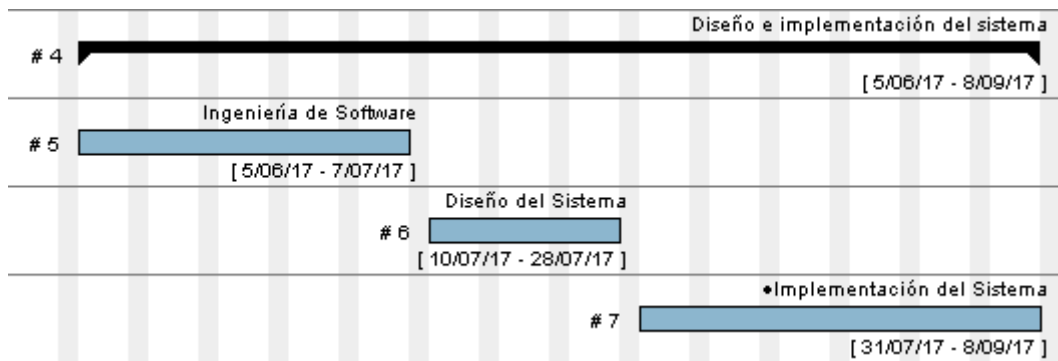 Diseño e implementación del sistema
# 4
[ 5/06/17 - 8/09/17 ]
Ingeniería de Software
# 5
[ 5/06/17 - 7/07/17 ]
Diseño del Sistema
# 6
[ 10/07/17 - 28/07/17 ]
•Implementación del Sistema
# 7
[ 31/07/17 - 8/09/17 ]